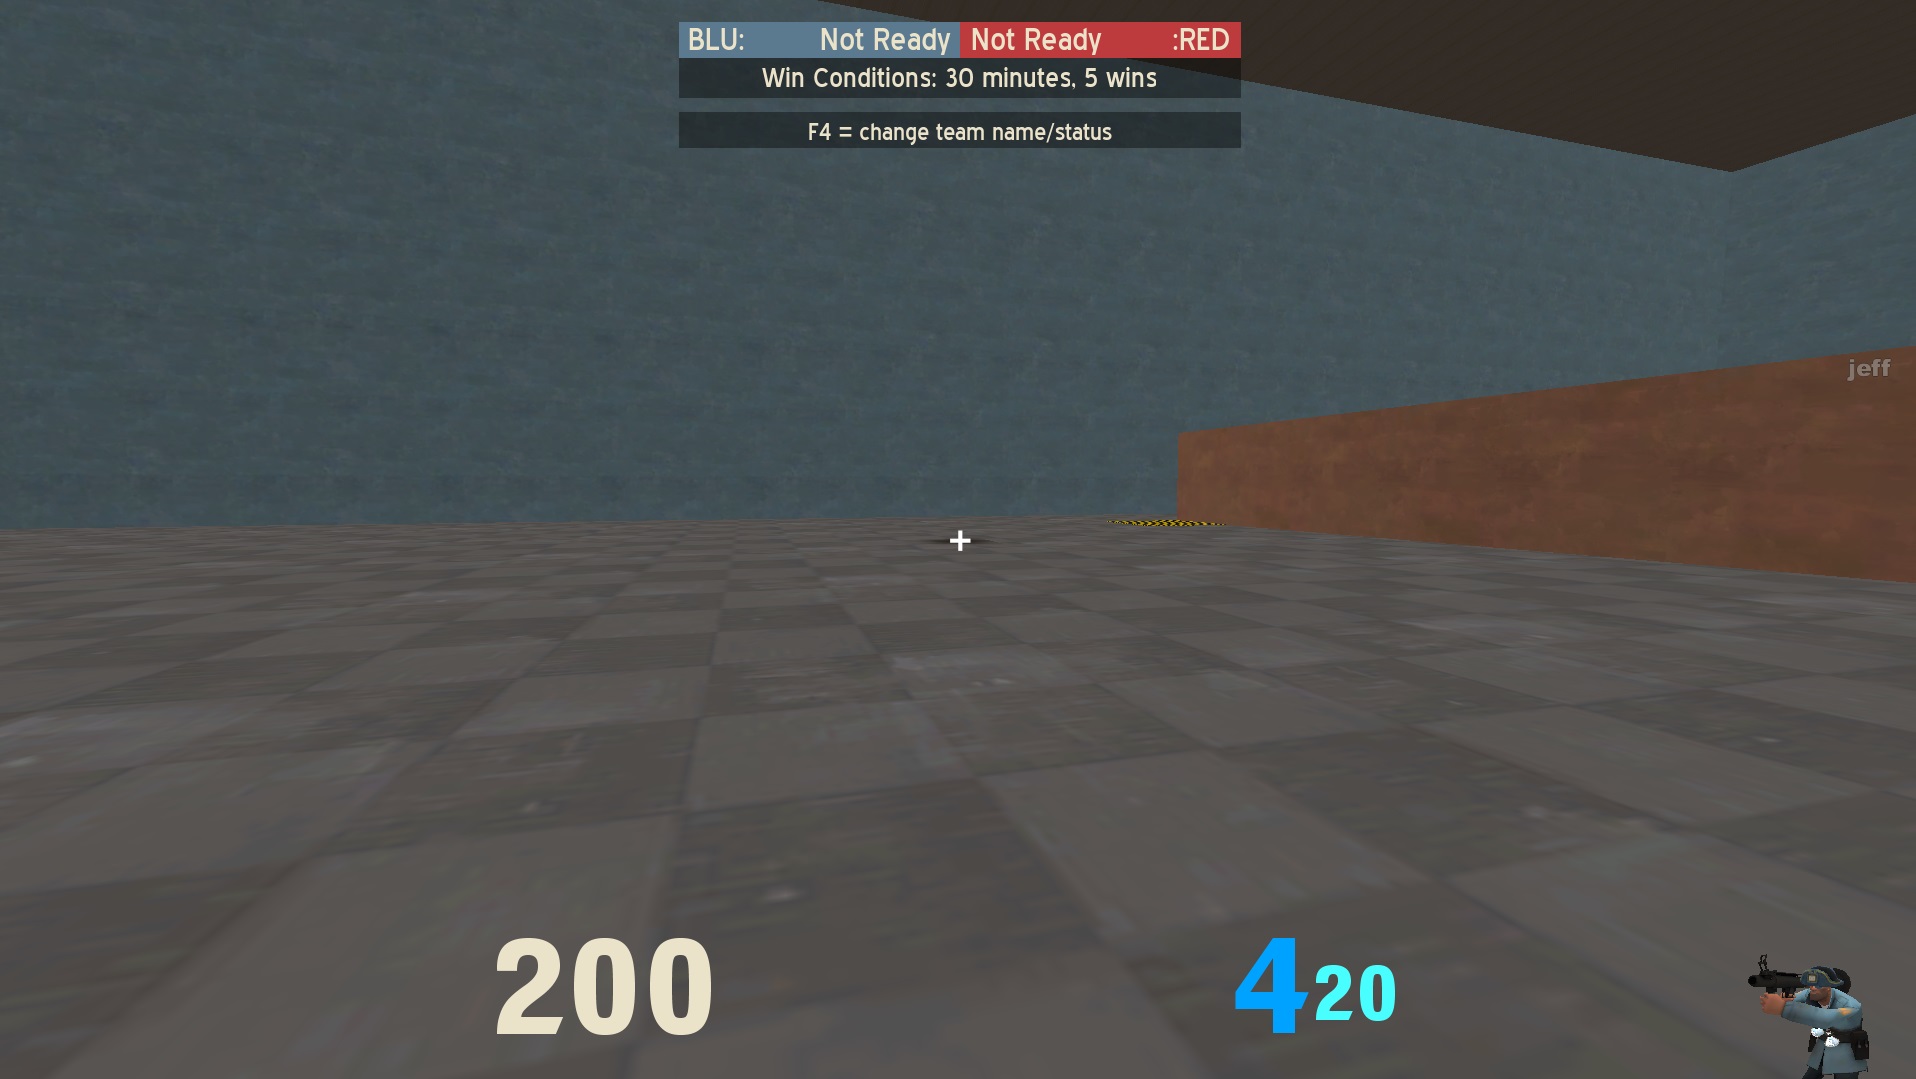 BLU: Not Ready Not Ready :RED
Win Conditions: 30 minutes, 5 wins
F4 = change team name/status
jeff
200 4 20